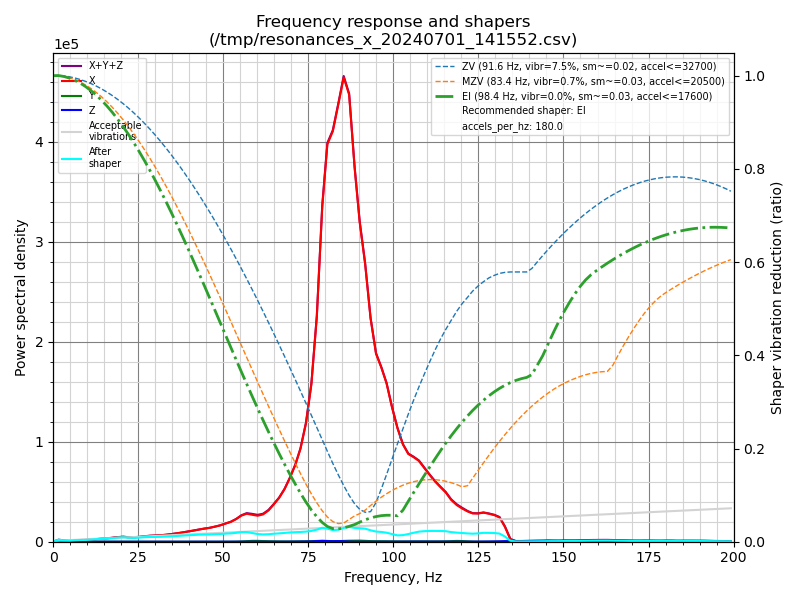 Frequency response and shapers
(/tmp/resonances_x_20240701_141552.csv)
1e5
X+Y+Z
X
Y
Z
Acceptable
vibrations
After
shaper
ZV (91.6 Hz, vibr=7.5%, sm~=0.02, accel<=32700)
MZV (83.4 Hz, vibr=0.7%, sm~=0.03, accel<=20500)
EI (98.4 Hz, vibr=0.0%, sm~=0.03, accel<=17600)
Recommended shaper: EI
accels_per_hz: 180.0
Power spectral density
4
3
2
1
0
1.0
0.8
0.6
0.4
0.2
0.0
Shaper vibration reduction (ratio)
0 25 50 75 100 125 150 175 200
Frequency, Hz